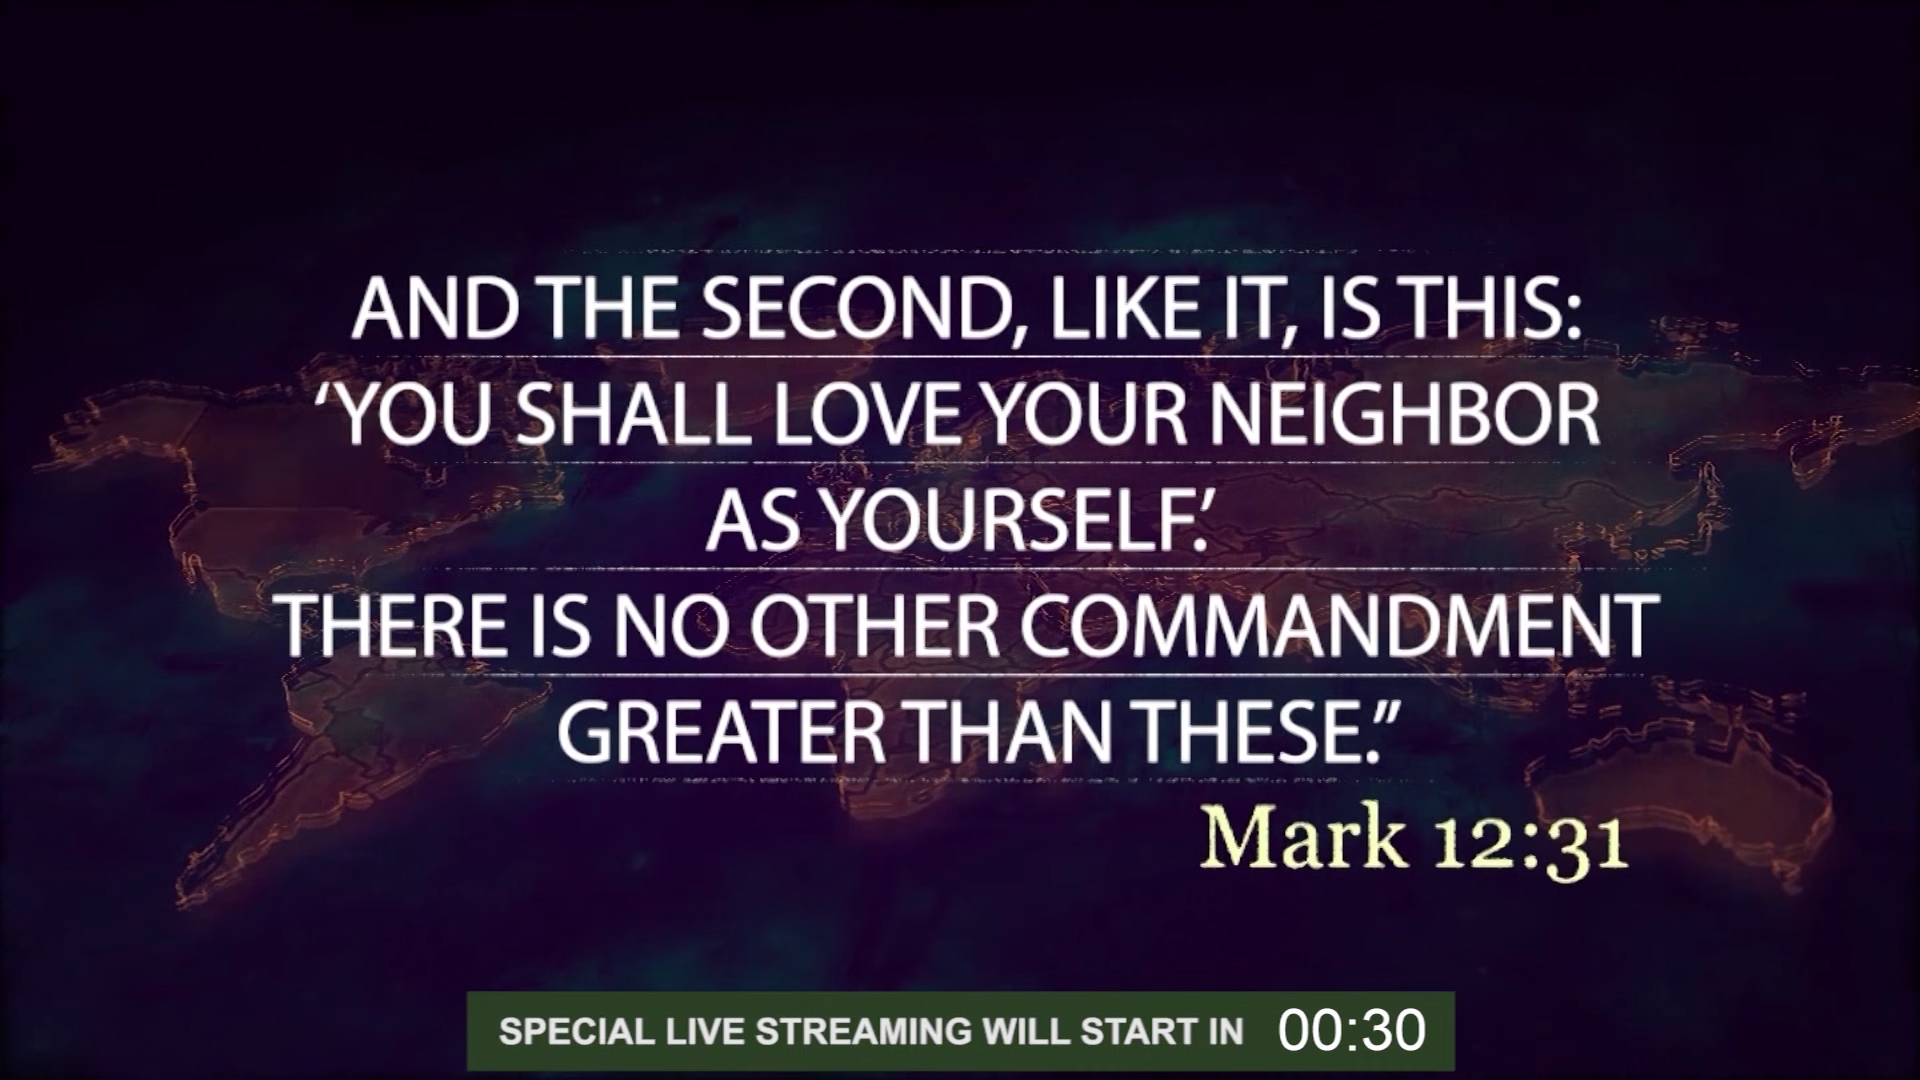 AND THE SECOND, LIKE IT, IS THIS:
‘YOU SHALL LOVE YOUR NEIGHBOR
AS YOURSELF.’
THERE IS NO OTHER COMMANDMENT
GREATER THAN THESE.”
Mark 12:31
SPECIAL LIVE STREAMING WILL START IN 00:30